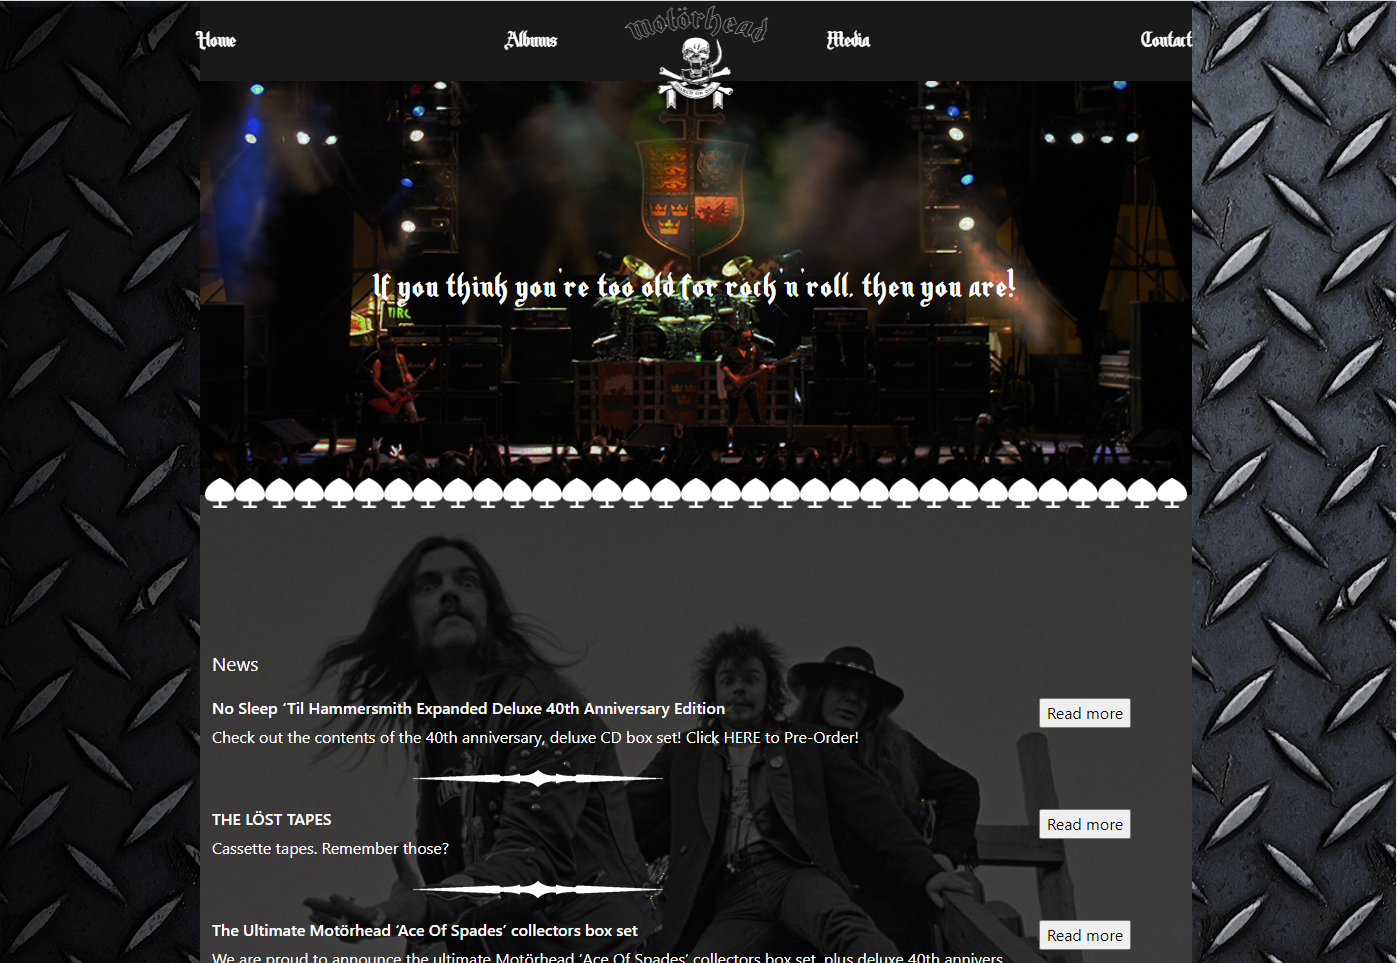 Home
Albums
motörhead
Media
Contact
If you think you're too old for rock 'n' roll, then you are!
News
No Sleep ‘Til Hammersmith Expanded Deluxe 40th Anniversary Edition
Read more
Check out the contents of the 40th anniversary, deluxe CD box set! Click HERE to Pre-Order!
THE LÖST TAPES
Read more
Cassette tapes. Remember those?
The Ultimate Motörhead ‘Ace Of Spades’ collectors box set
Read more
We are proud to announce the ultimate Motörhead ‘Ace Of Spades’ collectors box set, plus deluxe 40th annivers